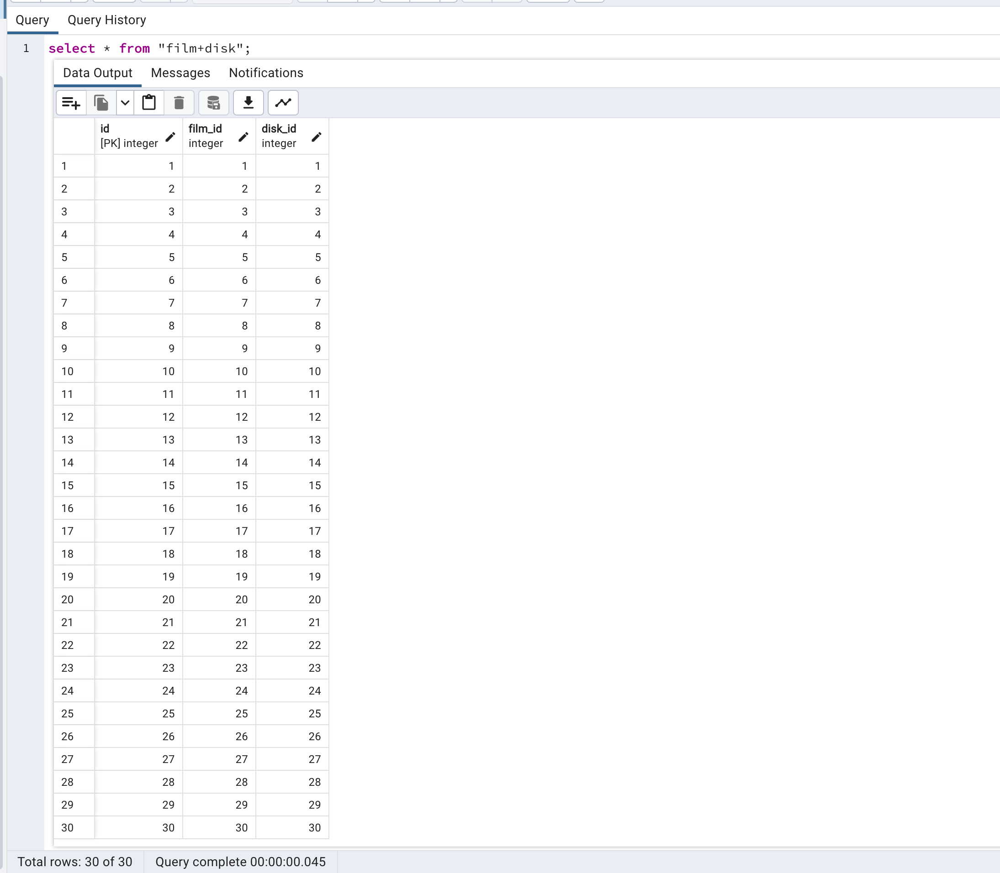 Query Query History
1 select * from "film+disk";
Data Output Messages Notifications
id film_id disk_id
[PK] integer integer integer
1 1 1 1
2 2 2 2
3 3 3 3
4 4 4 4
5 5 5 5
6 6 6 6
7 7 7 7
8 8 8 8
9 9 9 9
10 10 10 10
11 11 11 11
12 12 12 12
13 13 13 13
14 14 14 14
15 15 15 15
16 16 16 16
17 17 17 17
18 18 18 18
19 19 19 19
20 20 20 20
21 21 21 21
22 22 22 22
23 23 23 23
24 24 24 24
25 25 25 25
26 26 26 26
27 27 27 27
28 28 28 28
29 29 29 29
30 30 30 30
Total rows: 30 of 30 Query complete 00:00:00.045